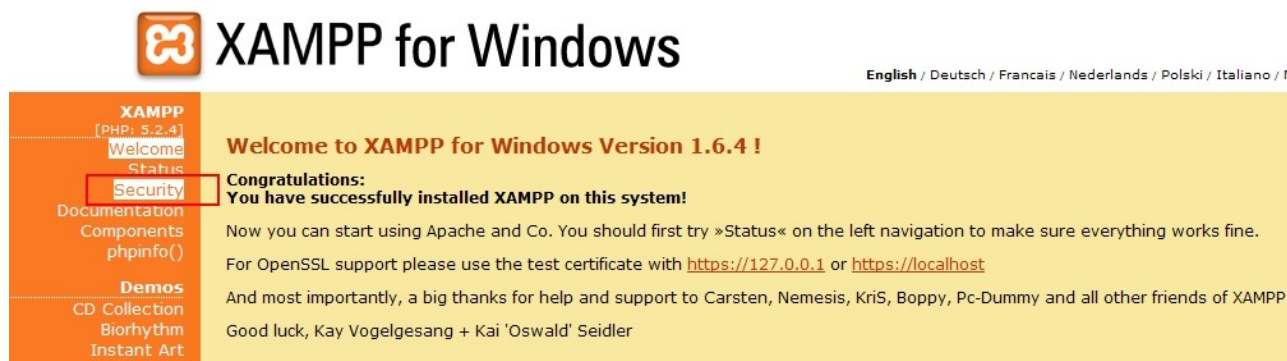 XAMPP for Windows
English / Deutsch / Francais / Nederlands / Polski / Italiano /
XAMPP
[PHP: 5.2.4]
Welcome
Status
Security
Documentation
Components
phpinfo()
Demos
CD Collection
Biorhythm
Instant Art
Welcome to XAMPP for Windows Version 1.6.4 !
Congratulations:
You have successfully installed XAMPP on this system!
Now you can start using Apache and Co. You should first try »Status« on the left navigation to make sure everything works fine.
For OpenSSL support please use the test certificate with https://127.0.0.1 or https://localhost
And most importantly, a big thanks for help and support to Carsten, Nemesis, KriS, Boppy, Pc-Dummy and all other friends of XAMPP
Good luck, Kay Vogelgesang + Kai 'Oswald' Seidler